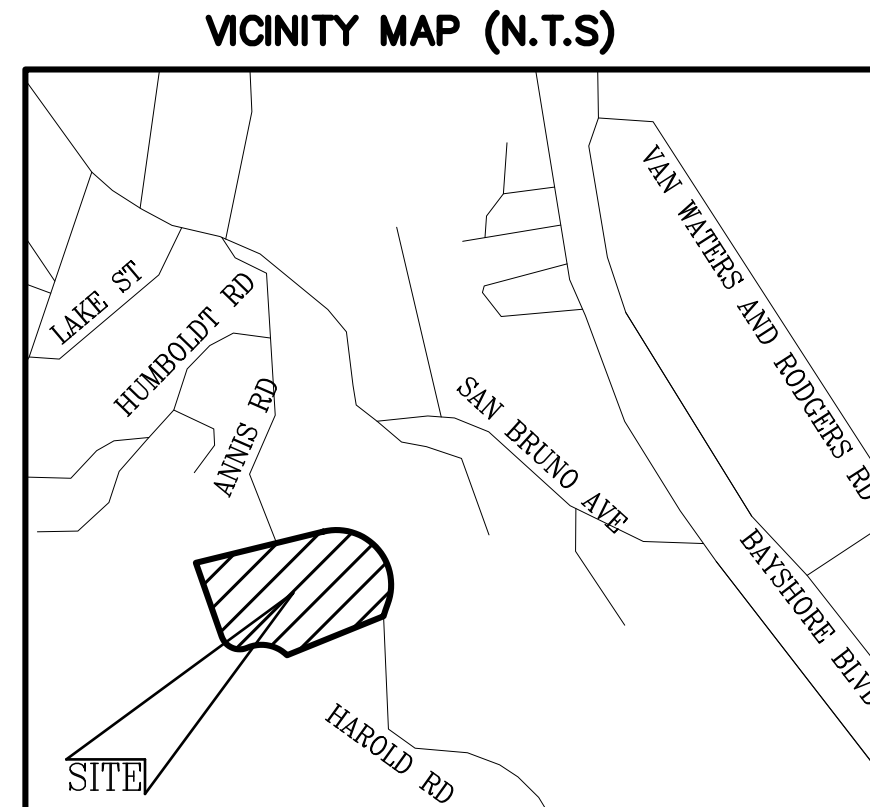 VICINITY MAP (N.T.S)
VAN WATERS AND RODGERS RD
LAKE ST
HUMBOLDT RD
ANNIS RD
SAN BRUNO AVE
BAYSHORE BLVD
HAROLD RD
SITE